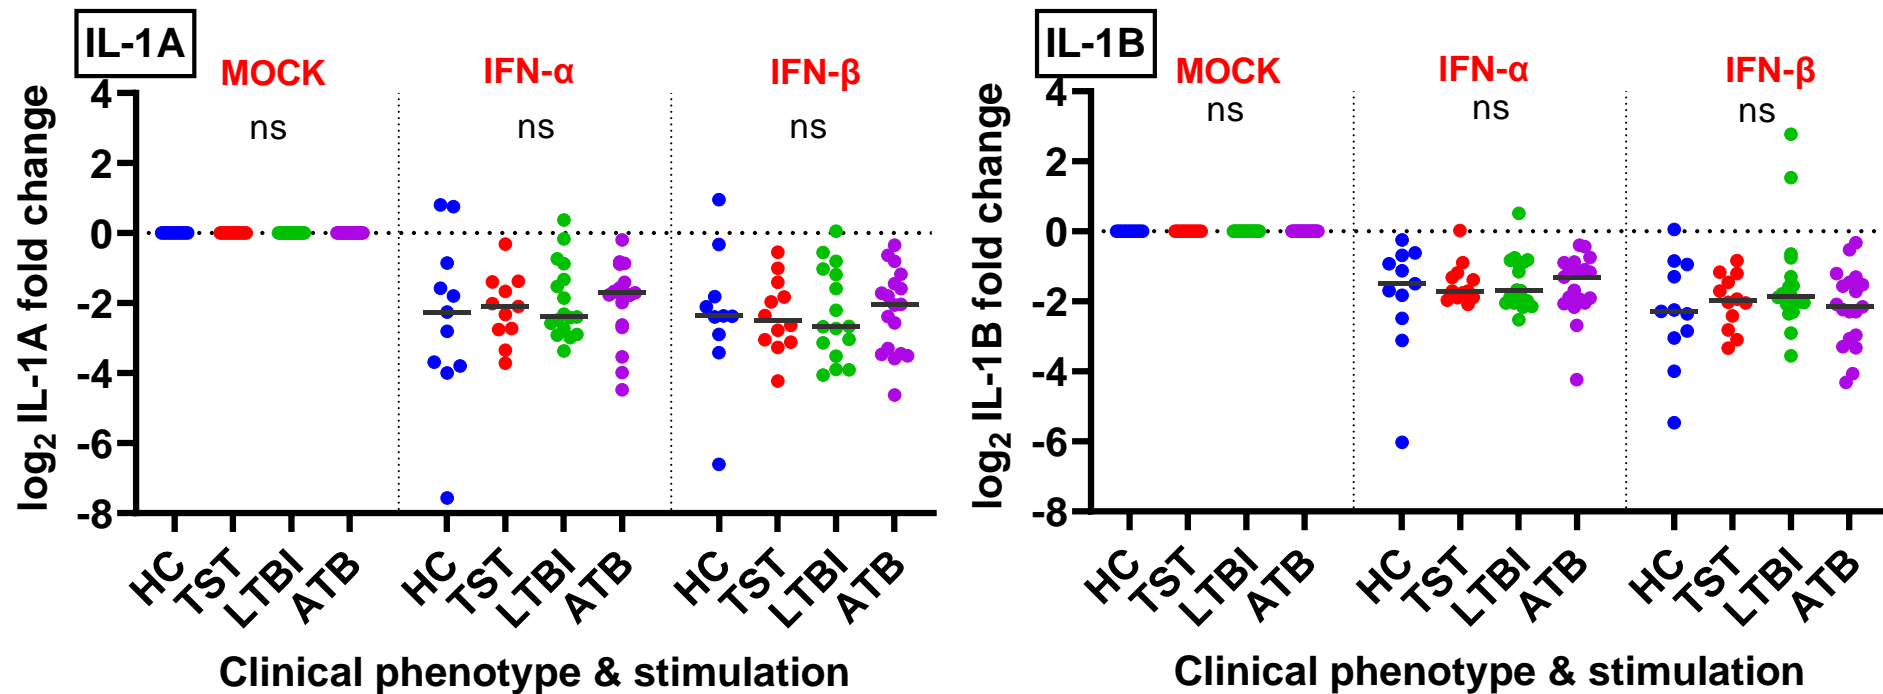 IL-1A
MOCK
IFN-α
IFN-β
ns
ns
ns
log2 IL-1A fold change
4
2
0
-2
-4
-6
-8
HC
TST
LTBI
ATB
HC
TST
LTBI
ATB
HC
TST
LTBI
ATB
Clinical phenotype & stimulation
IL-1B
MOCK
IFN-α
IFN-β
ns
ns
ns
log2 IL-1B fold change
4
2
0
-2
-4
-6
-8
HC
TST
LTBI
ATB
HC
TST
LTBI
ATB
HC
TST
LTBI
ATB
Clinical phenotype & stimulation